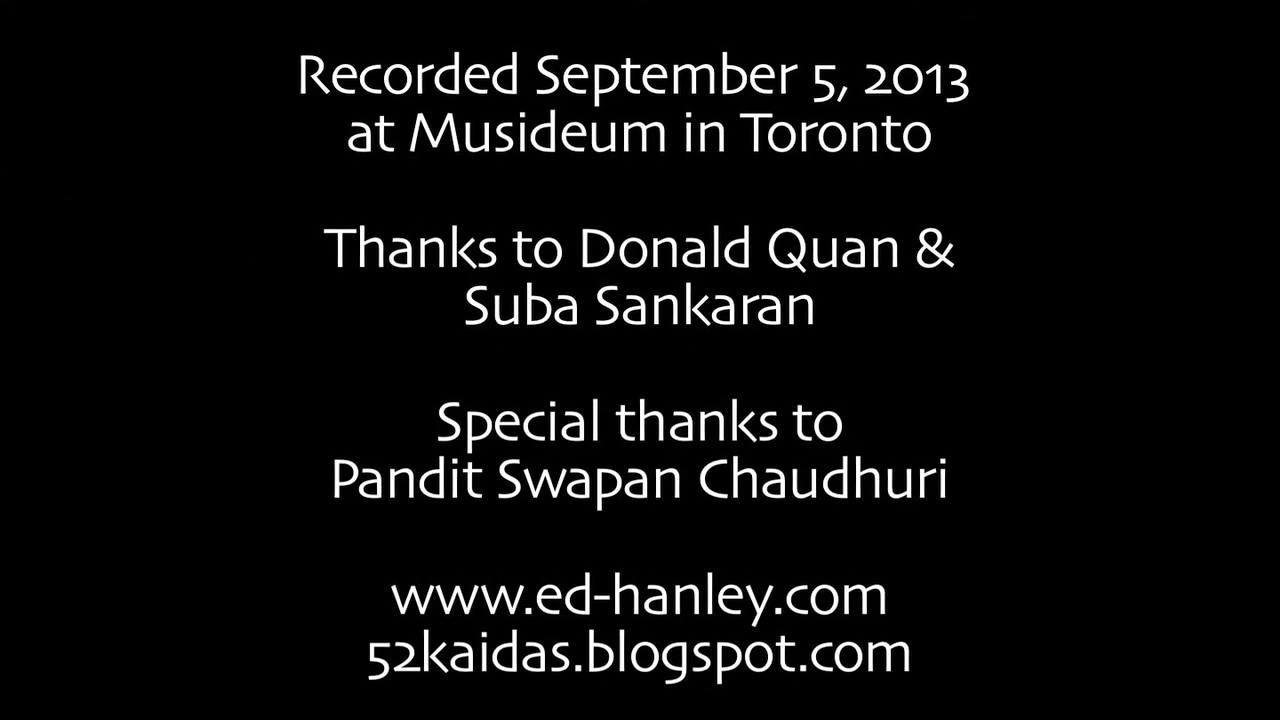 Recorded September 5, 2013
at Musideum in Toronto
Thanks to Donald Quan &
Suba Sankaran
Special thanks to
Pandit Swapan Chaudhuri
www.ed-hanley.com
52kaidas.blogspot.com